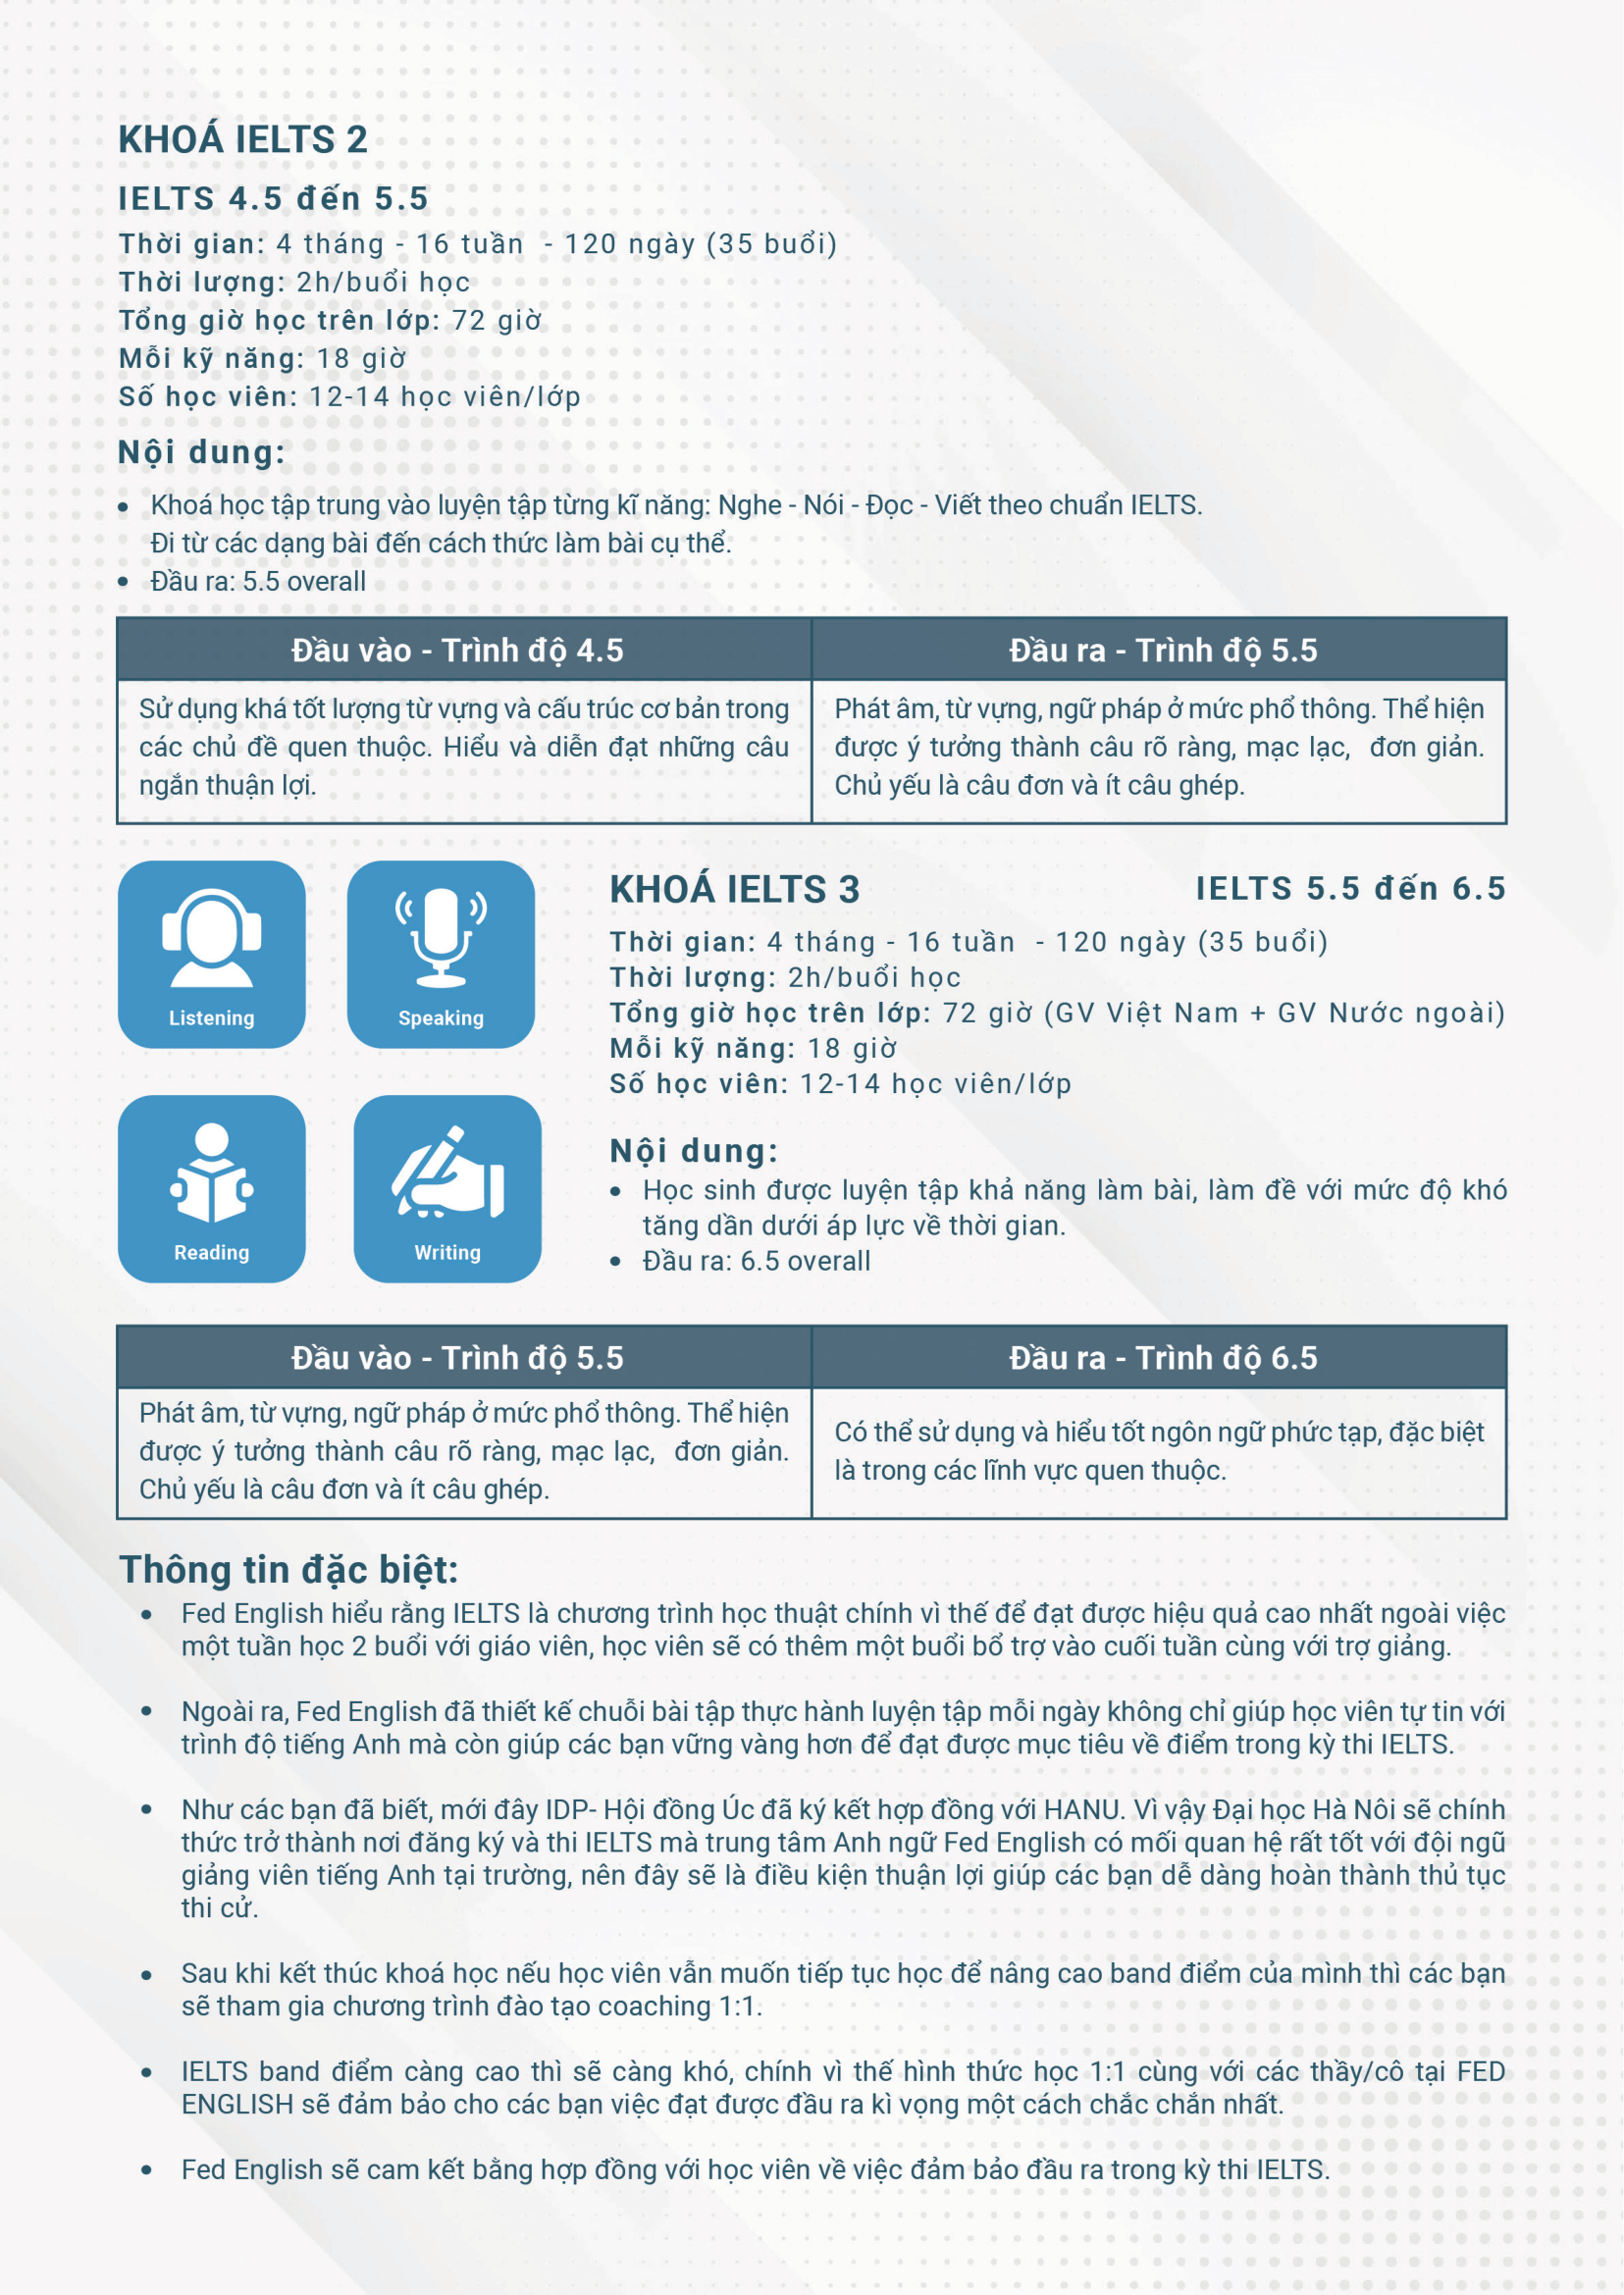 KHOÁ IELTS 2
IELTS 4.5 đến 5.5
Thời gian: 4 tháng - 16 tuần - 120 ngày (35 buổi)
Thời lượng: 2h/buổi học
Tổng giờ học trên lớp: 72 giờ
Mỗi kỹ năng: 18 giờ
Số học viên: 12-14 học viên/lớp
Nội dung:
• Khoá học tập trung vào luyện tập từng kĩ năng: Nghe - Nói - Đọc - Viết theo chuẩn IELTS.
Đi từ các dạng bài đến cách thức làm bài cụ thể.
• Đầu ra: 5.5 overall
Đầu vào - Trình độ 4.5
Sử dụng khá tốt lượng từ vựng và cấu trúc cơ bản trong
các chủ đề quen thuộc. Hiểu và diễn đạt những câu
ngắn thuận lợi.
Đầu ra - Trình độ 5.5
Phát âm, từ vựng, ngữ pháp ở mức phổ thông. Thể hiện
được ý tưởng thành câu rõ ràng, mạc lạc, đơn giản.
Chủ yếu là câu đơn và ít câu ghép.
Listening
Speaking
Reading
Writing
KHOÁ IELTS 3
IELTS 5.5 đến 6.5
Thời gian: 4 tháng - 16 tuần - 120 ngày (35 buổi)
Thời lượng: 2h/buổi học
Tổng giờ học trên lớp: 72 giờ (GV Việt Nam + GV Nước ngoài)
Mỗi kỹ năng: 18 giờ
Số học viên: 12-14 học viên/lớp
Nội dung:
• Học sinh được luyện tập khả năng làm bài, làm đề với mức độ khó
tăng dần dưới áp lực về thời gian.
• Đầu ra: 6.5 overall
Đầu vào - Trình độ 5.5
Phát âm, từ vựng, ngữ pháp ở mức phổ thông. Thể hiện
được ý tưởng thành câu rõ ràng, mạc lạc, đơn giản.
Chủ yếu là câu đơn và ít câu ghép.
Đầu ra - Trình độ 6.5
Có thể sử dụng và hiểu tốt ngôn ngữ phức tạp, đặc biệt
là trong các lĩnh vực quen thuộc.
Thông tin đặc biệt:
• Fed English hiểu rằng IELTS là chương trình học thuật chính vì thế để đạt được hiệu quả cao nhất ngoài việc
một tuần học 2 buổi với giáo viên, học viên sẽ có thêm một buổi bổ trợ vào cuối tuần cùng với trợ giảng.
• Ngoài ra, Fed English đã thiết kế chuỗi bài tập thực hành luyện tập mỗi ngày không chỉ giúp học viên tự tin với
trình độ tiếng Anh mà còn giúp các bạn vững vàng hơn để đạt được mục tiêu về điểm trong kỳ thi IELTS.
• Như các bạn đã biết, mới đây IDP- Hội đồng Úc đã ký kết hợp đồng với HANU. Vì vậy Đại học Hà Nôi sẽ chính
thức trở thành nơi đăng ký và thi IELTS mà trung tâm Anh ngữ Fed English có mối quan hệ rất tốt với đội ngũ
giảng viên tiếng Anh tại trường, nên đây sẽ là điều kiện thuận lợi giúp các bạn dễ dàng hoàn thành thủ tục
thi cử.
• Sau khi kết thúc khoá học nếu học viên vẫn muốn tiếp tục học để nâng cao band điểm của mình thì các bạn
sẽ tham gia chương trình đào tạo coaching 1:1.
• IELTS band điểm càng cao thì sẽ càng khó, chính vì thế hình thức học 1:1 cùng với các thầy/cô tại FED
ENGLISH sẽ đảm bảo cho các bạn việc đạt được đầu ra kì vọng một cách chắc chắn nhất.
• Fed English sẽ cam kết bằng hợp đồng với học viên về việc đảm bảo đầu ra trong kỳ thi IELTS.